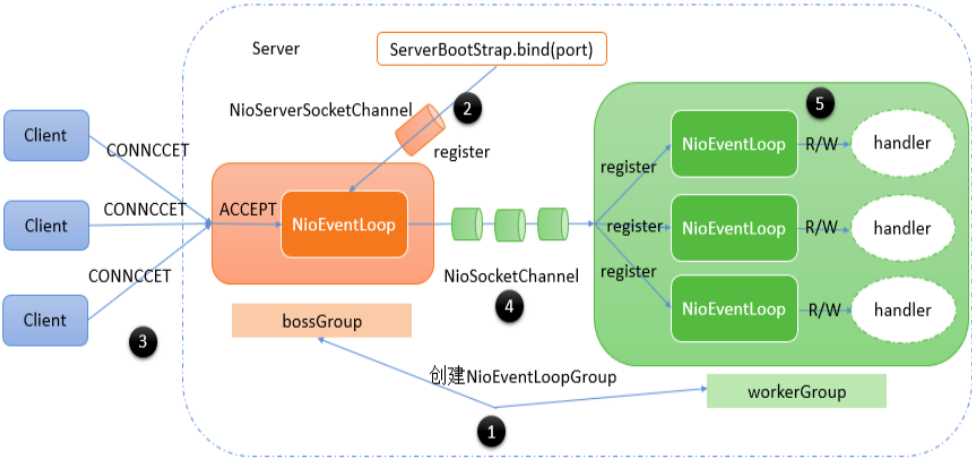 Server
ServerBootStrap.bind(port)
NioServerSocketChannel
2
register
5
Client
CONNCCET
Client
CONNCCET
Client
CONNCCET
3
ACCEPT
NioEventLoop
bossGroup
NioSocketChannel
4
register
NioEventLoop
R/W
handler
register
NioEventLoop
R/W
handler
register
NioEventLoop
R/W
handler
创建NioEventLoopGroup
workerGroup
1